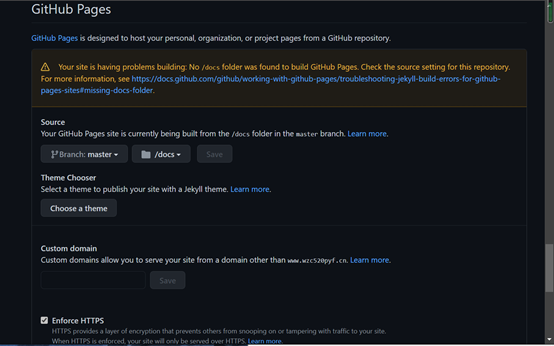 GitHub Pages
GitHub Pages is designed to host your personal, organization, or project pages from a GitHub repository.
Your site is having problems building: No /docs folder was found to build GitHub Pages. Check the source setting for this repository.
For more information, see https://docs.github.com/github/working-with-github-pages/troubleshooting-jekyll-build-errors-for-github-
pages-sites#missing-docs-folder.
Source
Your GitHub Pages site is currently being built from the /docs folder in the master branch. Learn more.
Branch: master /docs Save
Theme Chooser
Select a theme to publish your site with a Jekyll theme. Learn more.
Choose a theme
Custom domain
Custom domains allow you to serve your site from a domain other than www.wzc520pyf.cn. Learn more.
Save
Enforce HTTPS
HTTPS provides a layer of encryption that prevents others from snooping on or tampering with traffic to your site.
When HTTPS is enforced, your site will only be served over HTTPS. Learn more.